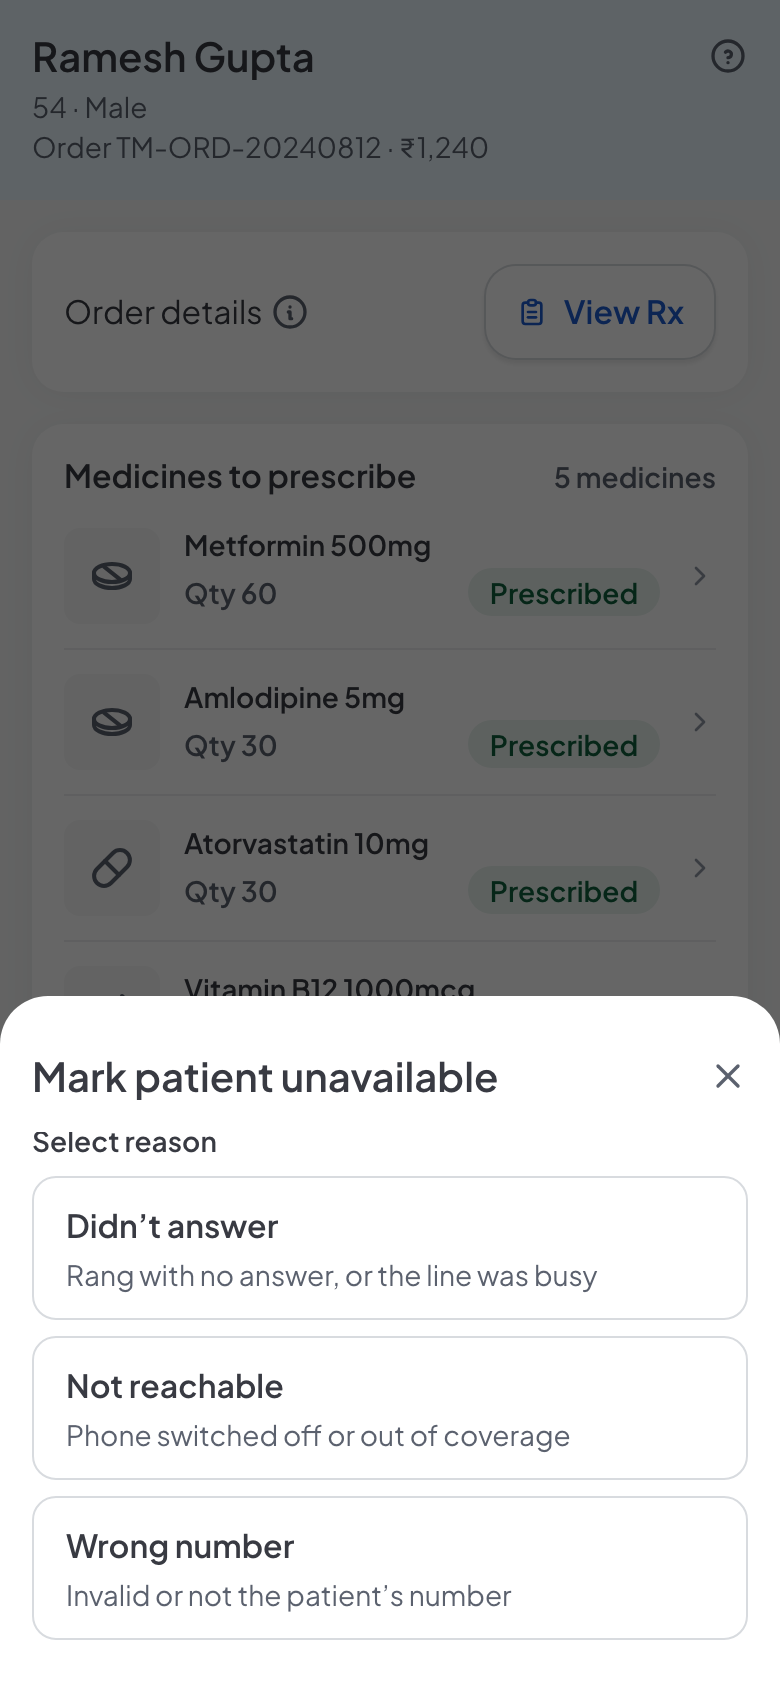 Ramesh Gupta
54 · Male
Order TM-ORD-20240812 · ₹1,240
Order details
View Rx
Medicines to prescribe
5 medicines
Metformin 500mg
Qty 60
Prescribed
Amlodipine 5mg
Qty 30
Prescribed
Atorvastatin 10mg
Qty 30
Prescribed
Vitamin B12 1000mcg
Mark patient unavailable
Select reason
Didn’t answer
Rang with no answer, or the line was busy
Not reachable
Phone switched off or out of coverage
Wrong number
Invalid or not the patient’s number